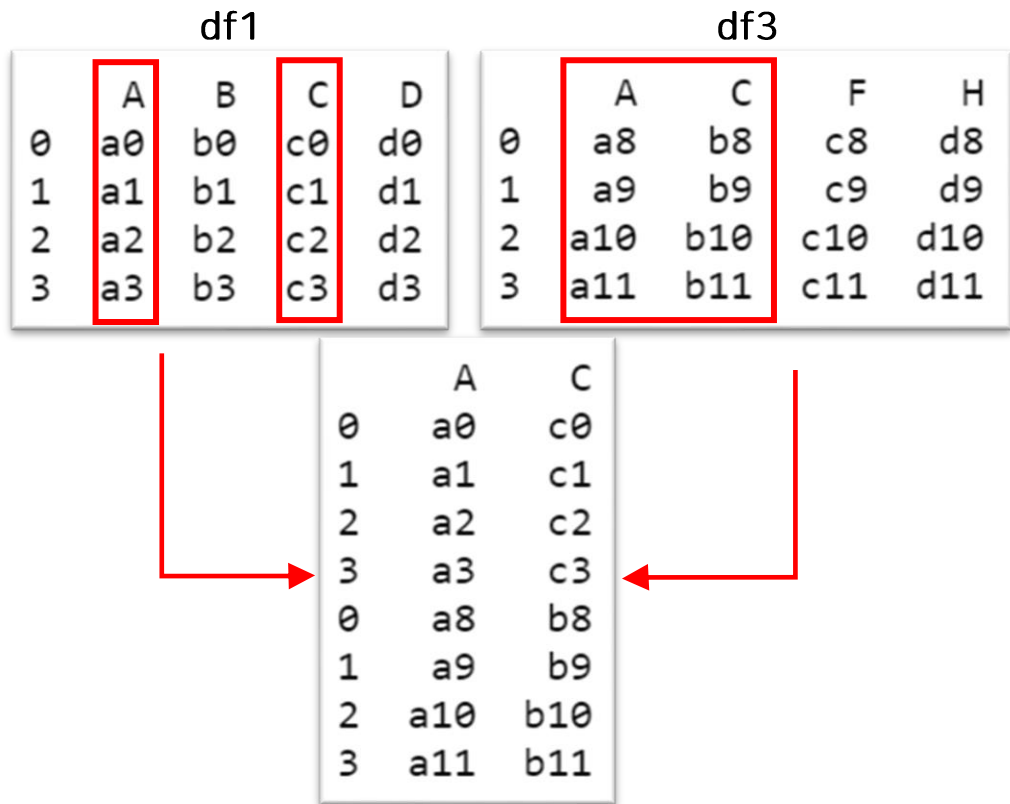 df1
A B C D
0 a0 b0 c0 d0
1 a1 b1 c1 d1
2 a2 b2 c2 d2
3 a3 b3 c3 d3
df3
A C F H
0 a8 b8 c8 d8
1 a9 b9 c9 d9
2 a10 b10 c10 d10
3 a11 b11 c11 d11
A C
0 a0 c0
1 a1 c1
2 a2 c2
3 a3 c3
0 a8 b8
1 a9 b9
2 a10 b10
3 a11 b11